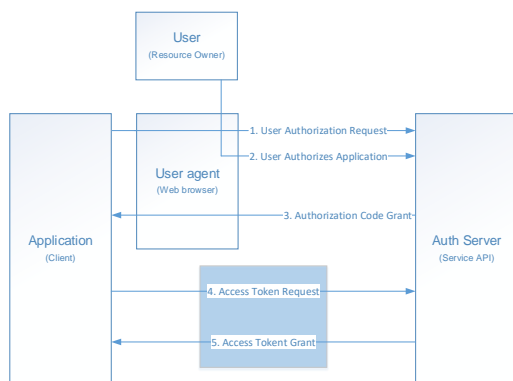 User
(Resource Owner)
1. User Authorization Request
2. User Authorizes Application
User agent
(Web browser)
3. Authorization Code Grant
Application
(Client)
Auth Server
(Service API)
4. Access Token Request
5. Access Tokent Grant